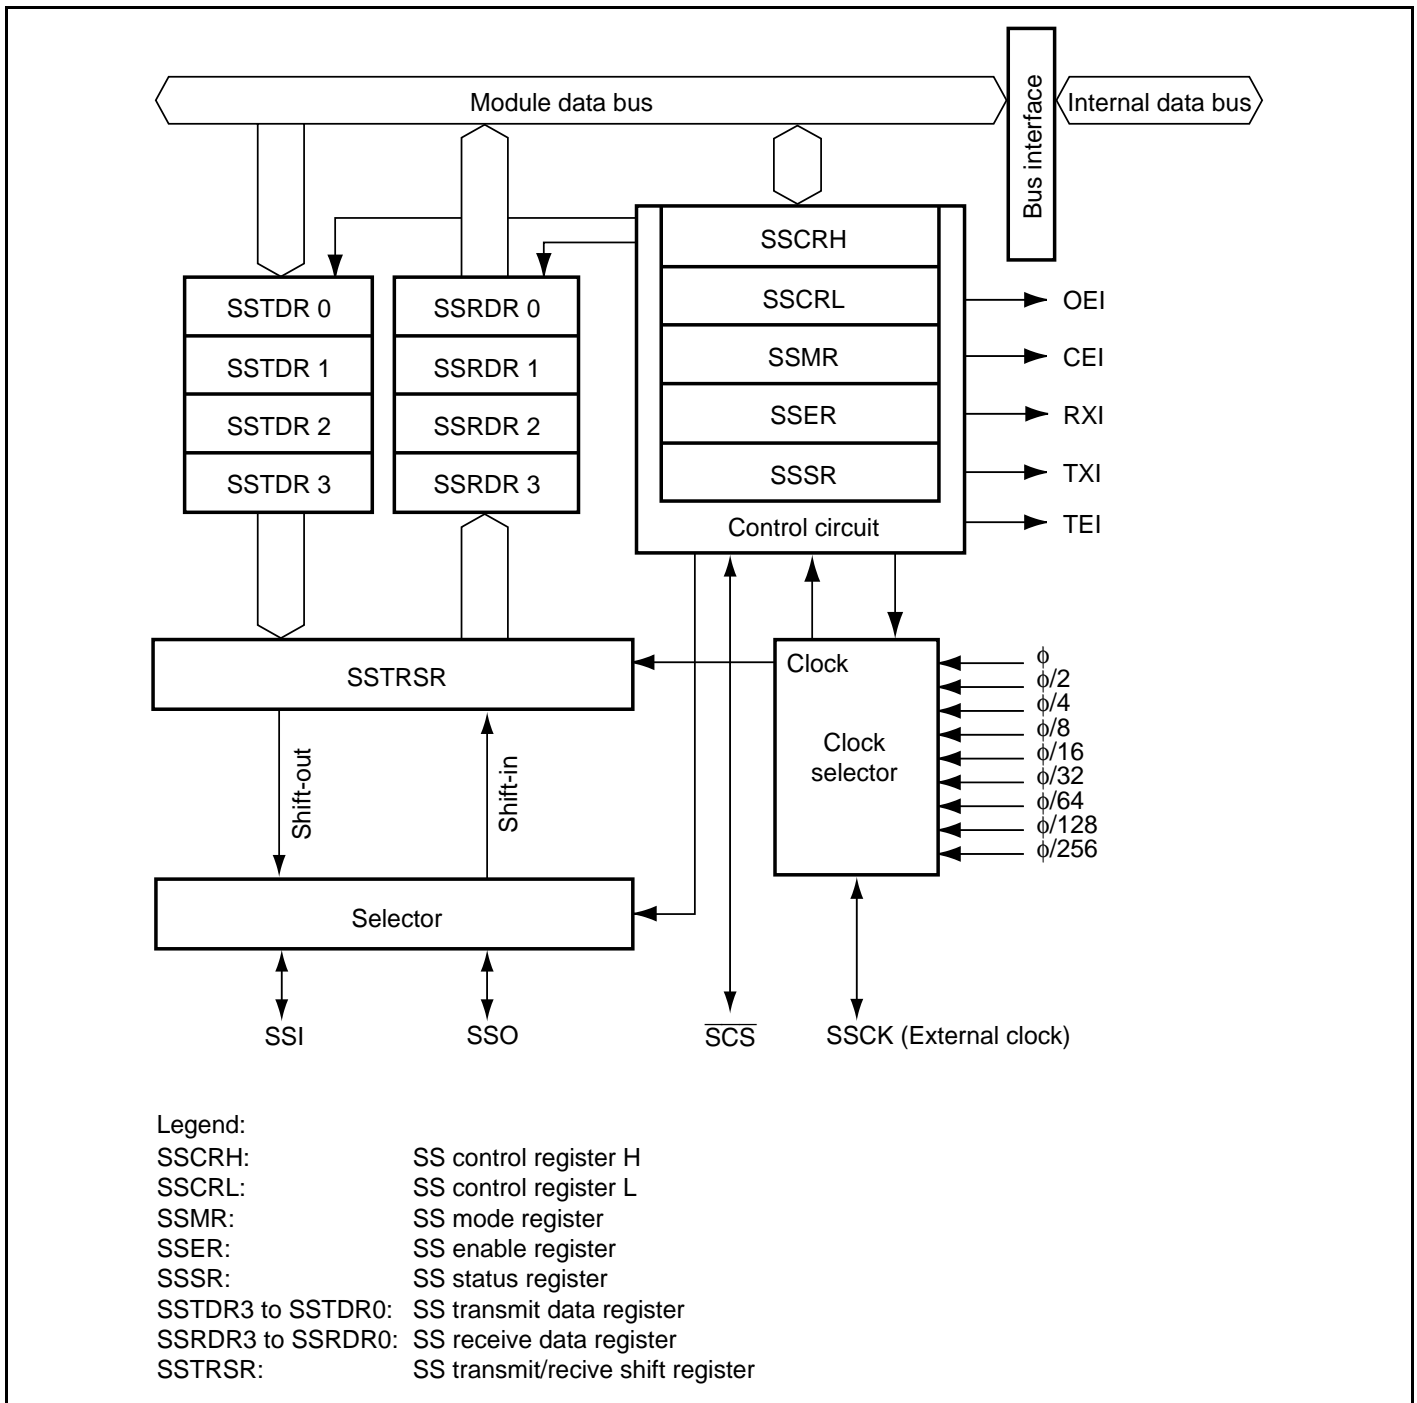 Module data bus
Bus interface
Internal data bus
SSTDR 0
SSTDR 1
SSTDR 2
SSTDR 3
SSRDR 0
SSRDR 1
SSRDR 2
SSRDR 3
SSCRH
SSCRL
SSMR
SSER
SSSR
Control circuit
OEI
CEI
RXI
TXI
TEI
SSTRSR
Clock
Clock
selector
φ
φ/2
φ/4
φ/8
φ/16
φ/32
φ/64
φ/128
φ/256
Shift-out
Shift-in
Selector
SSI
SSO
SCS
SSCK (External clock)
Legend:
SSCRH: SS control register H
SSCRL: SS control register L
SSMR: SS mode register
SSER: SS enable register
SSSR: SS status register
SSTDR3 to SSTDR0: SS transmit data register
SSRDR3 to SSRDR0: SS receive data register
SSTRSR: SS transmit/recive shift register